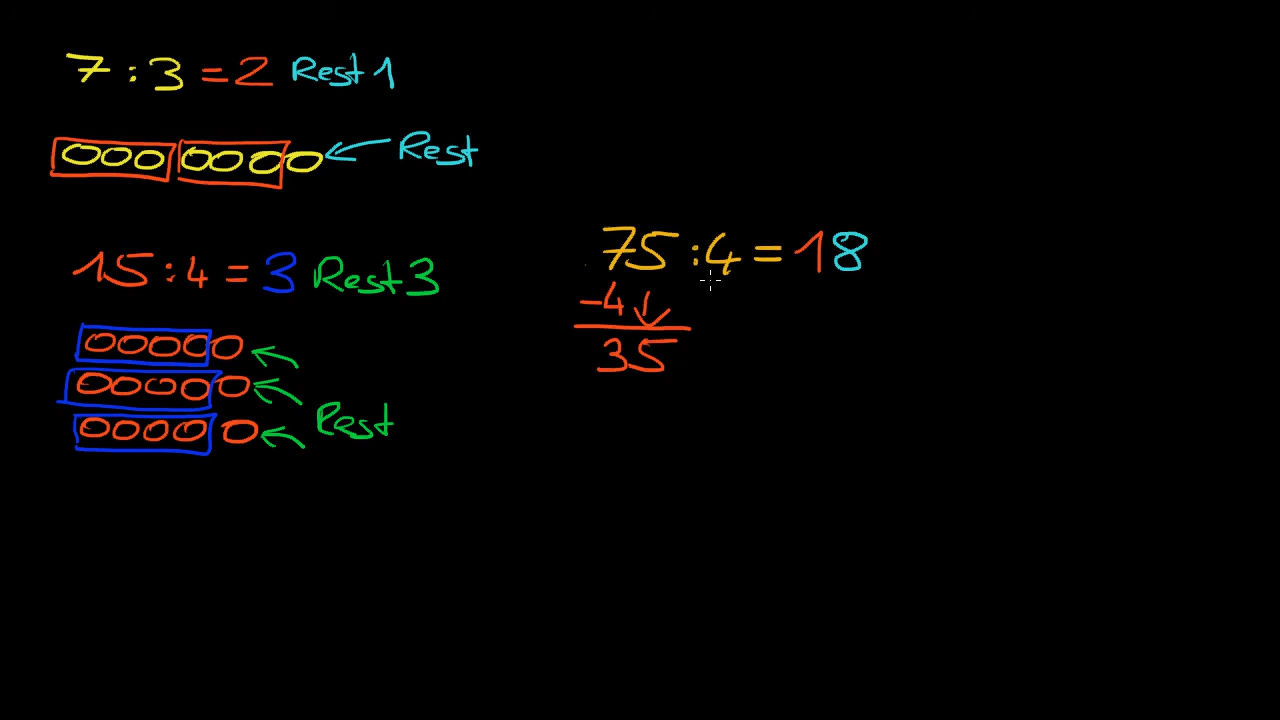 7 : 3 = 2 Rest 1
Rest
15 : 4 = 3 Rest 3
Rest
75 : 4 = 18
-4
35